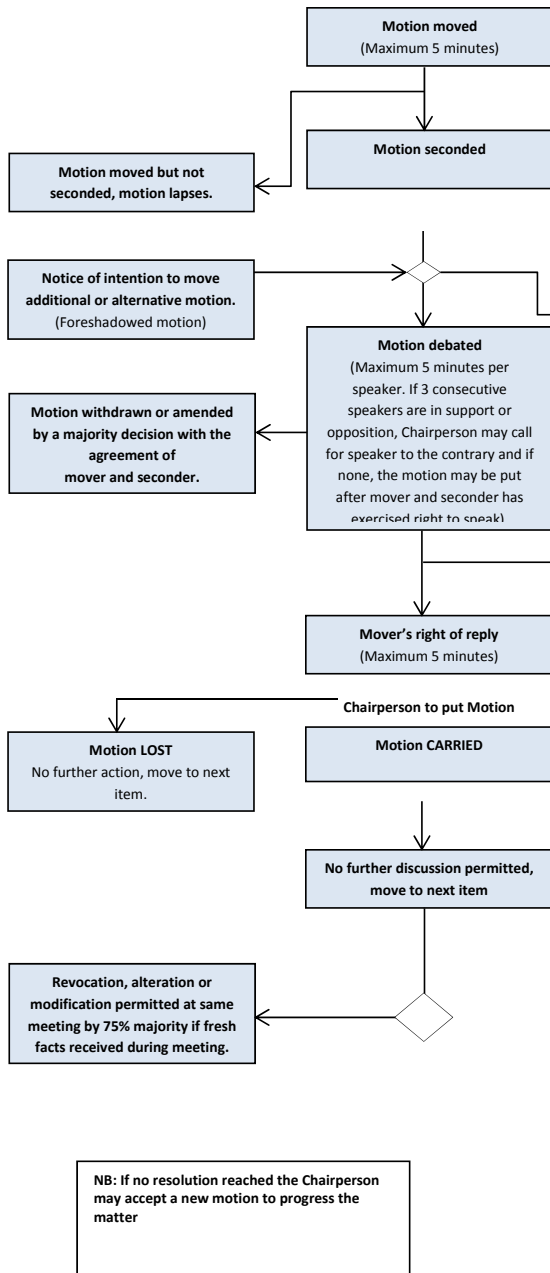 Motion moved
(Maximum 5 minutes)
Motion seconded
Motion moved but not
seconded, motion lapses.
Notice of intention to move
additional or alternative motion.
(Foreshadowed motion)
Motion debated
(Maximum 5 minutes per
speaker. If 3 consecutive
speakers are in support or
opposition, Chairperson may call
for speaker to the contrary and if
none, the motion may be put
after mover and seconder has
exercised right to speak)
Motion withdrawn or amended
by a majority decision with the
agreement of
mover and seconder.
Mover’s right of reply
(Maximum 5 minutes)
Chairperson to put Motion
Motion LOST
No further action, move to next
item.
Motion CARRIED
No further discussion permitted,
move to next item
Revocation, alteration or
modification permitted at same
meeting by 75% majority if fresh
facts received during meeting.
NB: If no resolution reached the Chairperson
may accept a new motion to progress the
matter